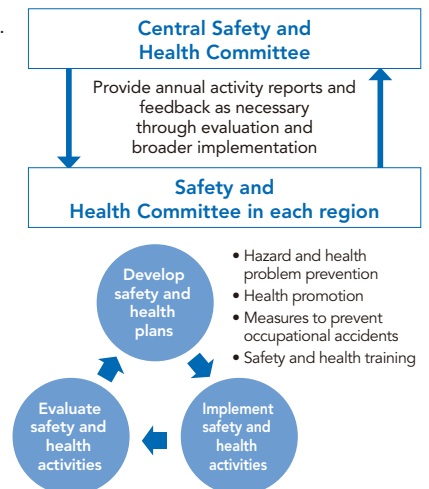 Central Safety and
Health Committee
Provide annual activity reports and
feedback as necessary
through evaluation and
broader implementation
Safety and
Health Committee in each region
Develop
safety and
health
plans
• Hazard and health
problem prevention
• Health promotion
• Measures to prevent
occupational accidents
• Safety and health training
Evaluate
safety and
health
activities
Implement
safety and
health
activities